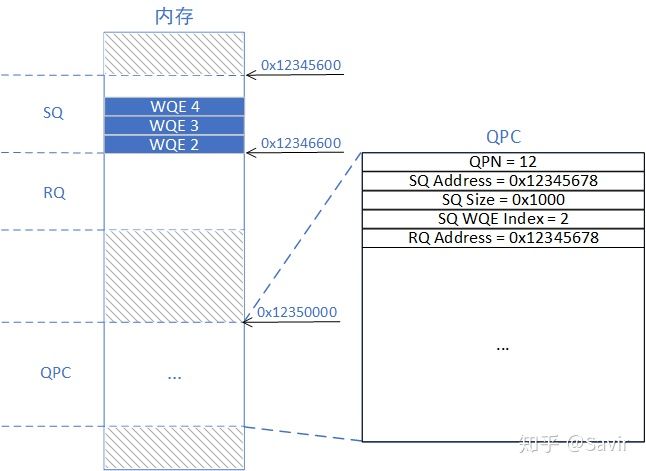 内存
0x12345600
SQ
WQE 4
WQE 3
WQE 2
0x12346600
RQ
0x12350000
QPC
...
QPC
QPN = 12
SQ Address = 0x12345678
SQ Size = 0x1000
SQ WQE Index = 2
RQ Address = 0x12345678
...
知乎 @Savir